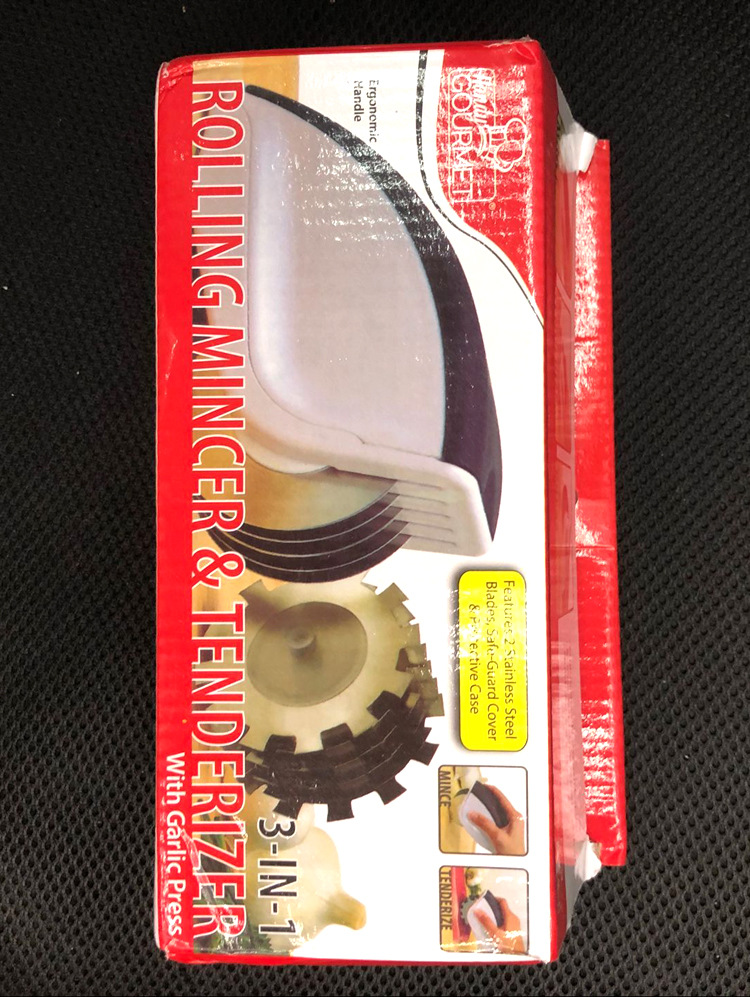 Handy
GOURMET®
Ergonomic
Handle
Features 2 Stainless Steel
Blades, Safe-Guard Cover
& Protective Case
MINCE
TENDERIZE
3-IN-1
ROLLING MINCER & TENDERIZER
With Garlic Press